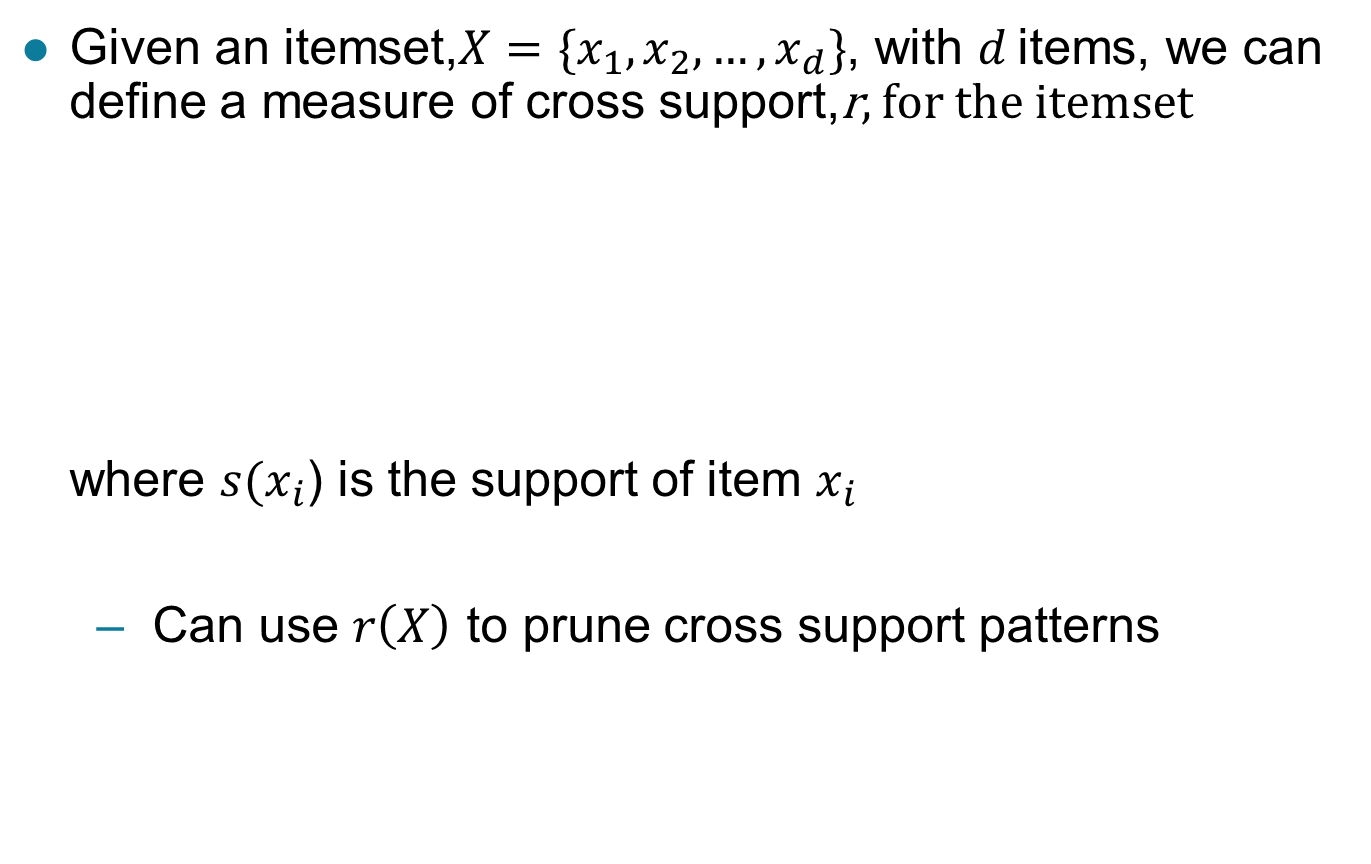 ● Given an itemset,X = {x₁, x₂, … , x_d}, with d items, we can
define a measure of cross support,r, for the itemset
where s(xᵢ) is the support of item xᵢ
– Can use r(X) to prune cross support patterns